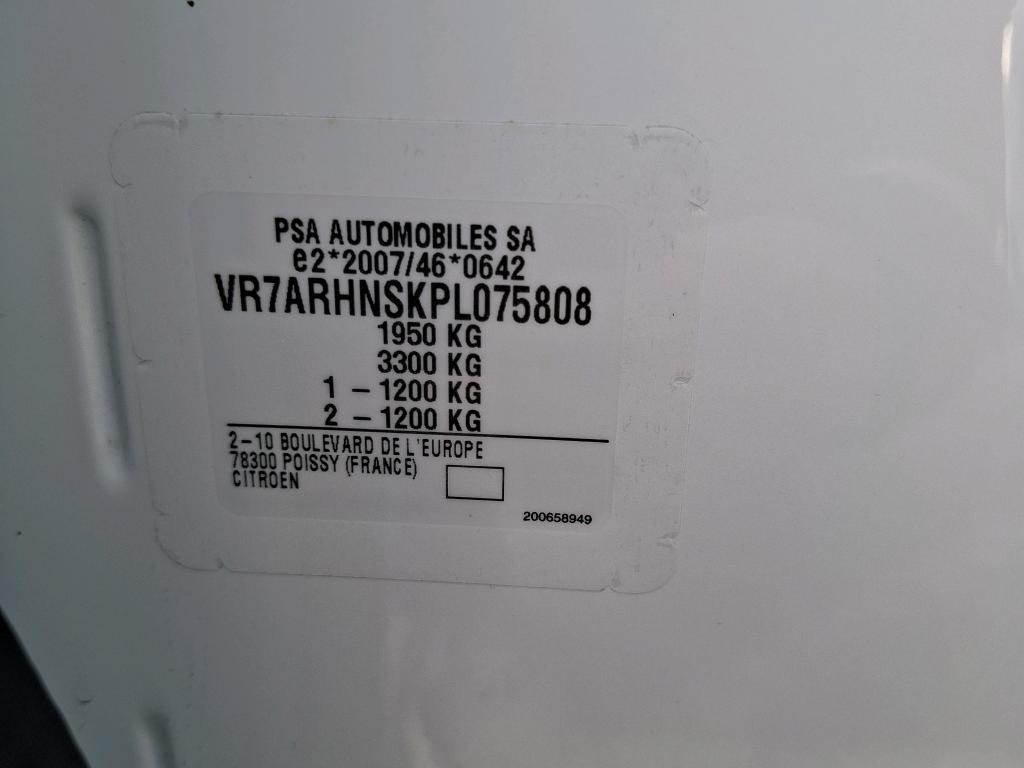 PSA AUTOMOBILES SA
e2*2007/46*0642
VR7ARHNSKPL075808
1950 KG
3300 KG
1 – 1200 KG
2 – 1200 KG
2–10 BOULEVARD DE L'EUROPE
78300 POISSY (FRANCE)
CITROEN
200658949